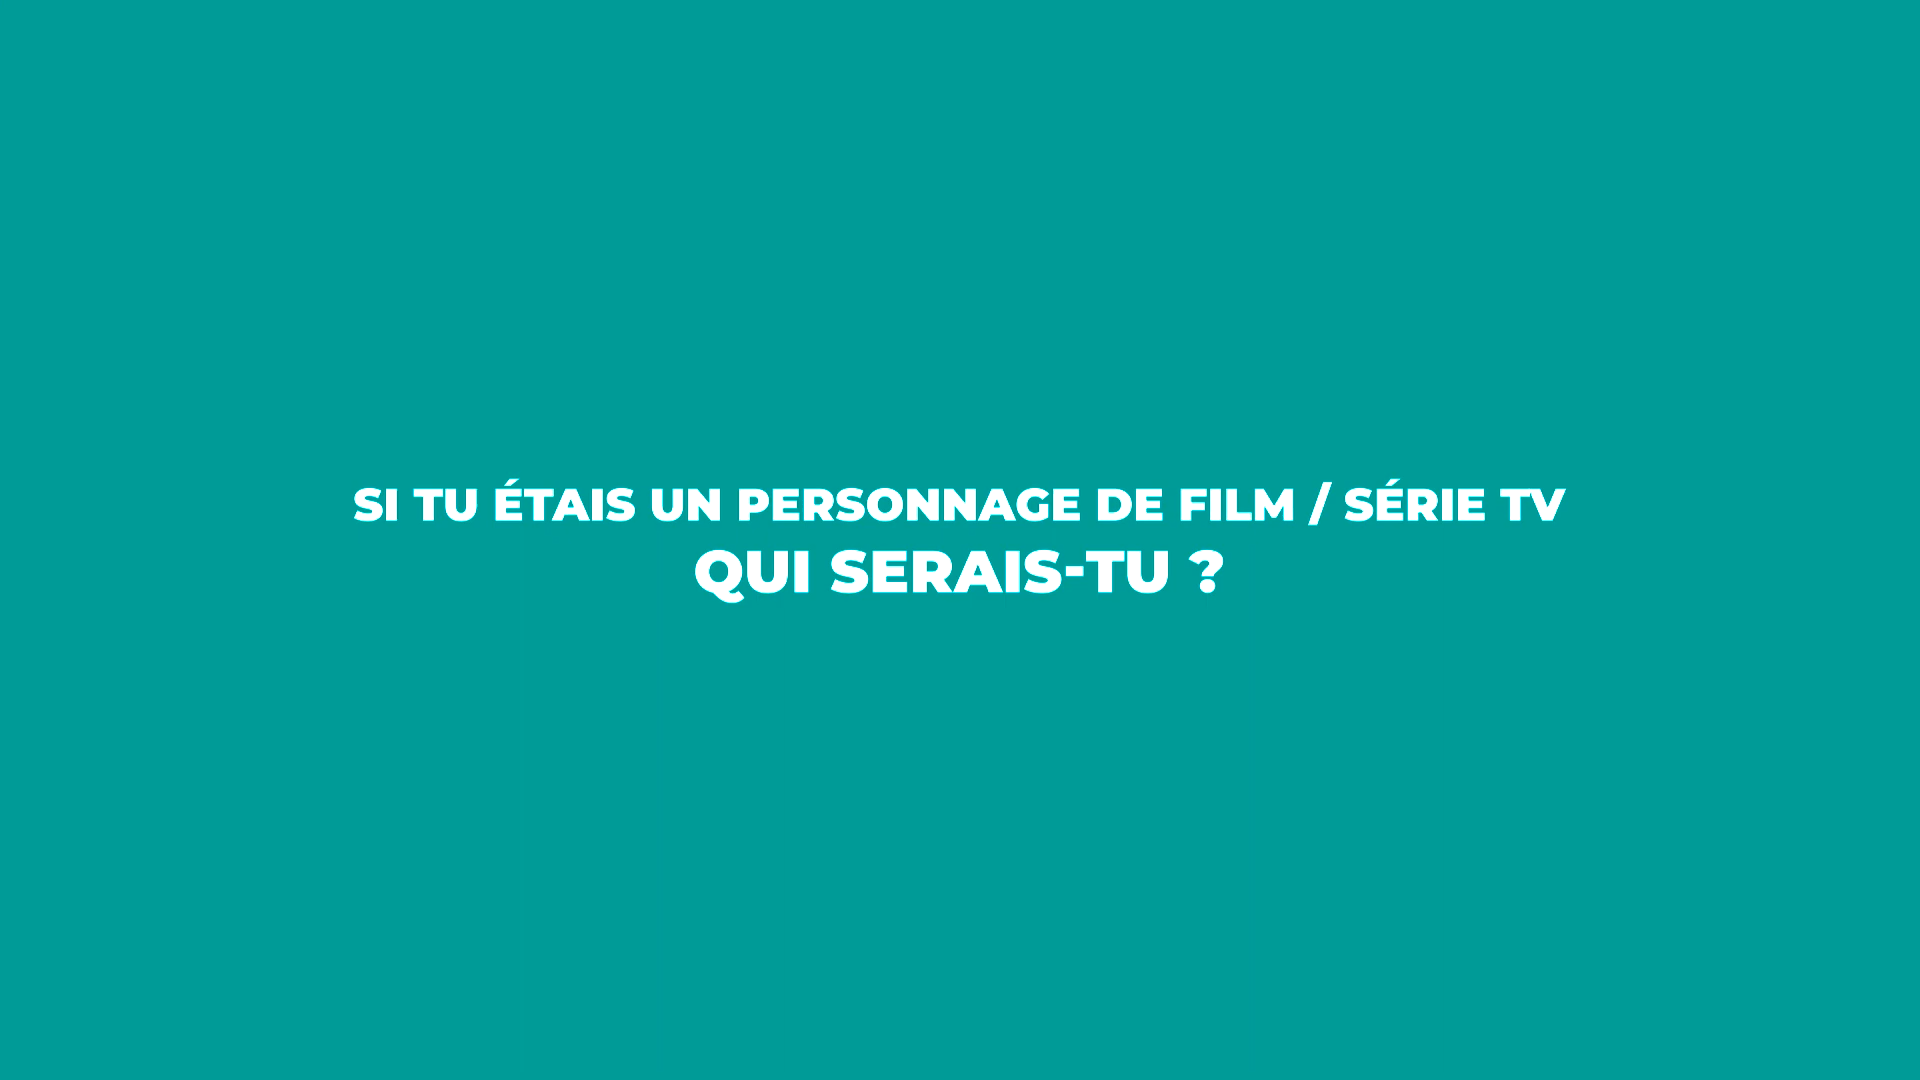 SI TU ÉTAIS UN PERSONNAGE DE FILM / SÉRIE TV
QUI SERAIS-TU ?